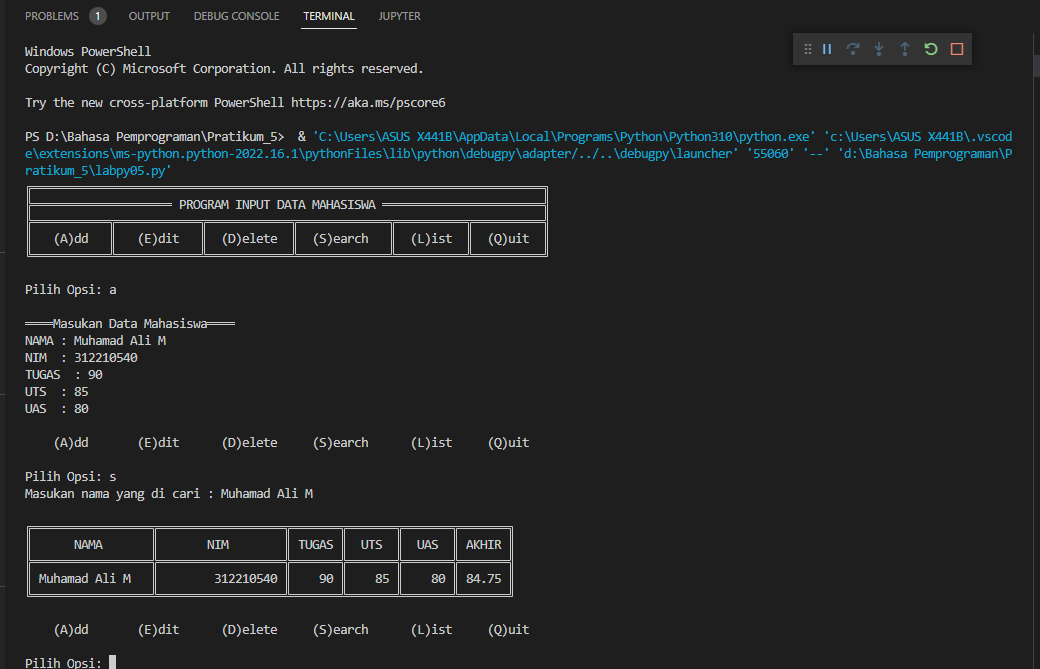 PROBLEMS 1 OUTPUT DEBUG CONSOLE TERMINAL JUPYTER
Windows PowerShell
Copyright (C) Microsoft Corporation. All rights reserved.
Try the new cross-platform PowerShell https://aka.ms/pscore6
PS D:\Bahasa Pemprograman\Pratikum_5>  & 'C:\Users\ASUS X441B\AppData\Local\Programs\Python\Python310\python.exe' 'c:\Users\ASUS X441B\.vscod
e\extensions\ms-python.python-2022.16.1\pythonFiles\lib\python\debugpy\adapter/../..\debugpy\launcher' '55060' '--' 'd:\Bahasa Pemprograman\P
ratikum_5\labpy05.py'
PROGRAM INPUT DATA MAHASISWA
(A)dd (E)dit (D)elete (S)earch (L)ist (Q)uit
Pilih Opsi: a
════Masukan Data Mahasiswa════
NAMA : Muhamad Ali M
NIM  : 312210540
TUGAS  : 90
UTS  : 85
UAS  : 80
(A)dd (E)dit (D)elete (S)earch (L)ist (Q)uit
Pilih Opsi: s
Masukan nama yang di cari : Muhamad Ali M
NAMA NIM TUGAS UTS UAS AKHIR
Muhamad Ali M 312210540 90 85 80 84.75
(A)dd (E)dit (D)elete (S)earch (L)ist (Q)uit
Pilih Opsi: